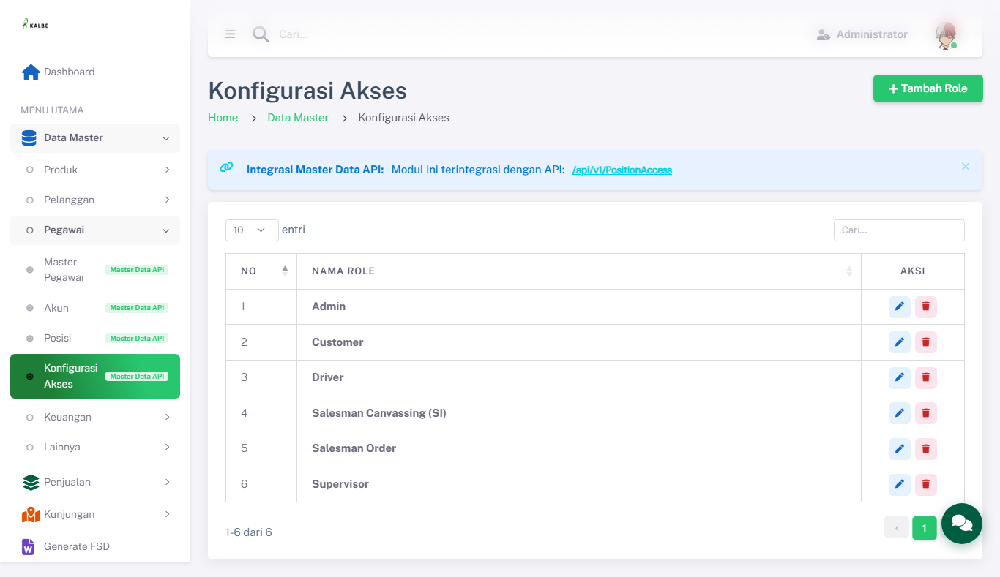 KALBE
Cari...
Administrator
Dashboard
MENU UTAMA
Data Master
Produk
Pelanggan
Pegawai
Master Pegawai
Master Data API
Akun
Master Data API
Posisi
Master Data API
Konfigurasi Akses
Master Data API
Keuangan
Lainnya
Penjualan
Kunjungan
Generate FSD
Konfigurasi Akses
Tambah Role
Home > Data Master > Konfigurasi Akses
Integrasi Master Data API: Modul ini terintegrasi dengan API: /api/v1/PositionAccess
10 entri
Cari...
NO NAMA ROLE AKSI
1 Admin
2 Customer
3 Driver
4 Salesman Canvassing (SI)
5 Salesman Order
6 Supervisor
1-6 dari 6
‹ 1